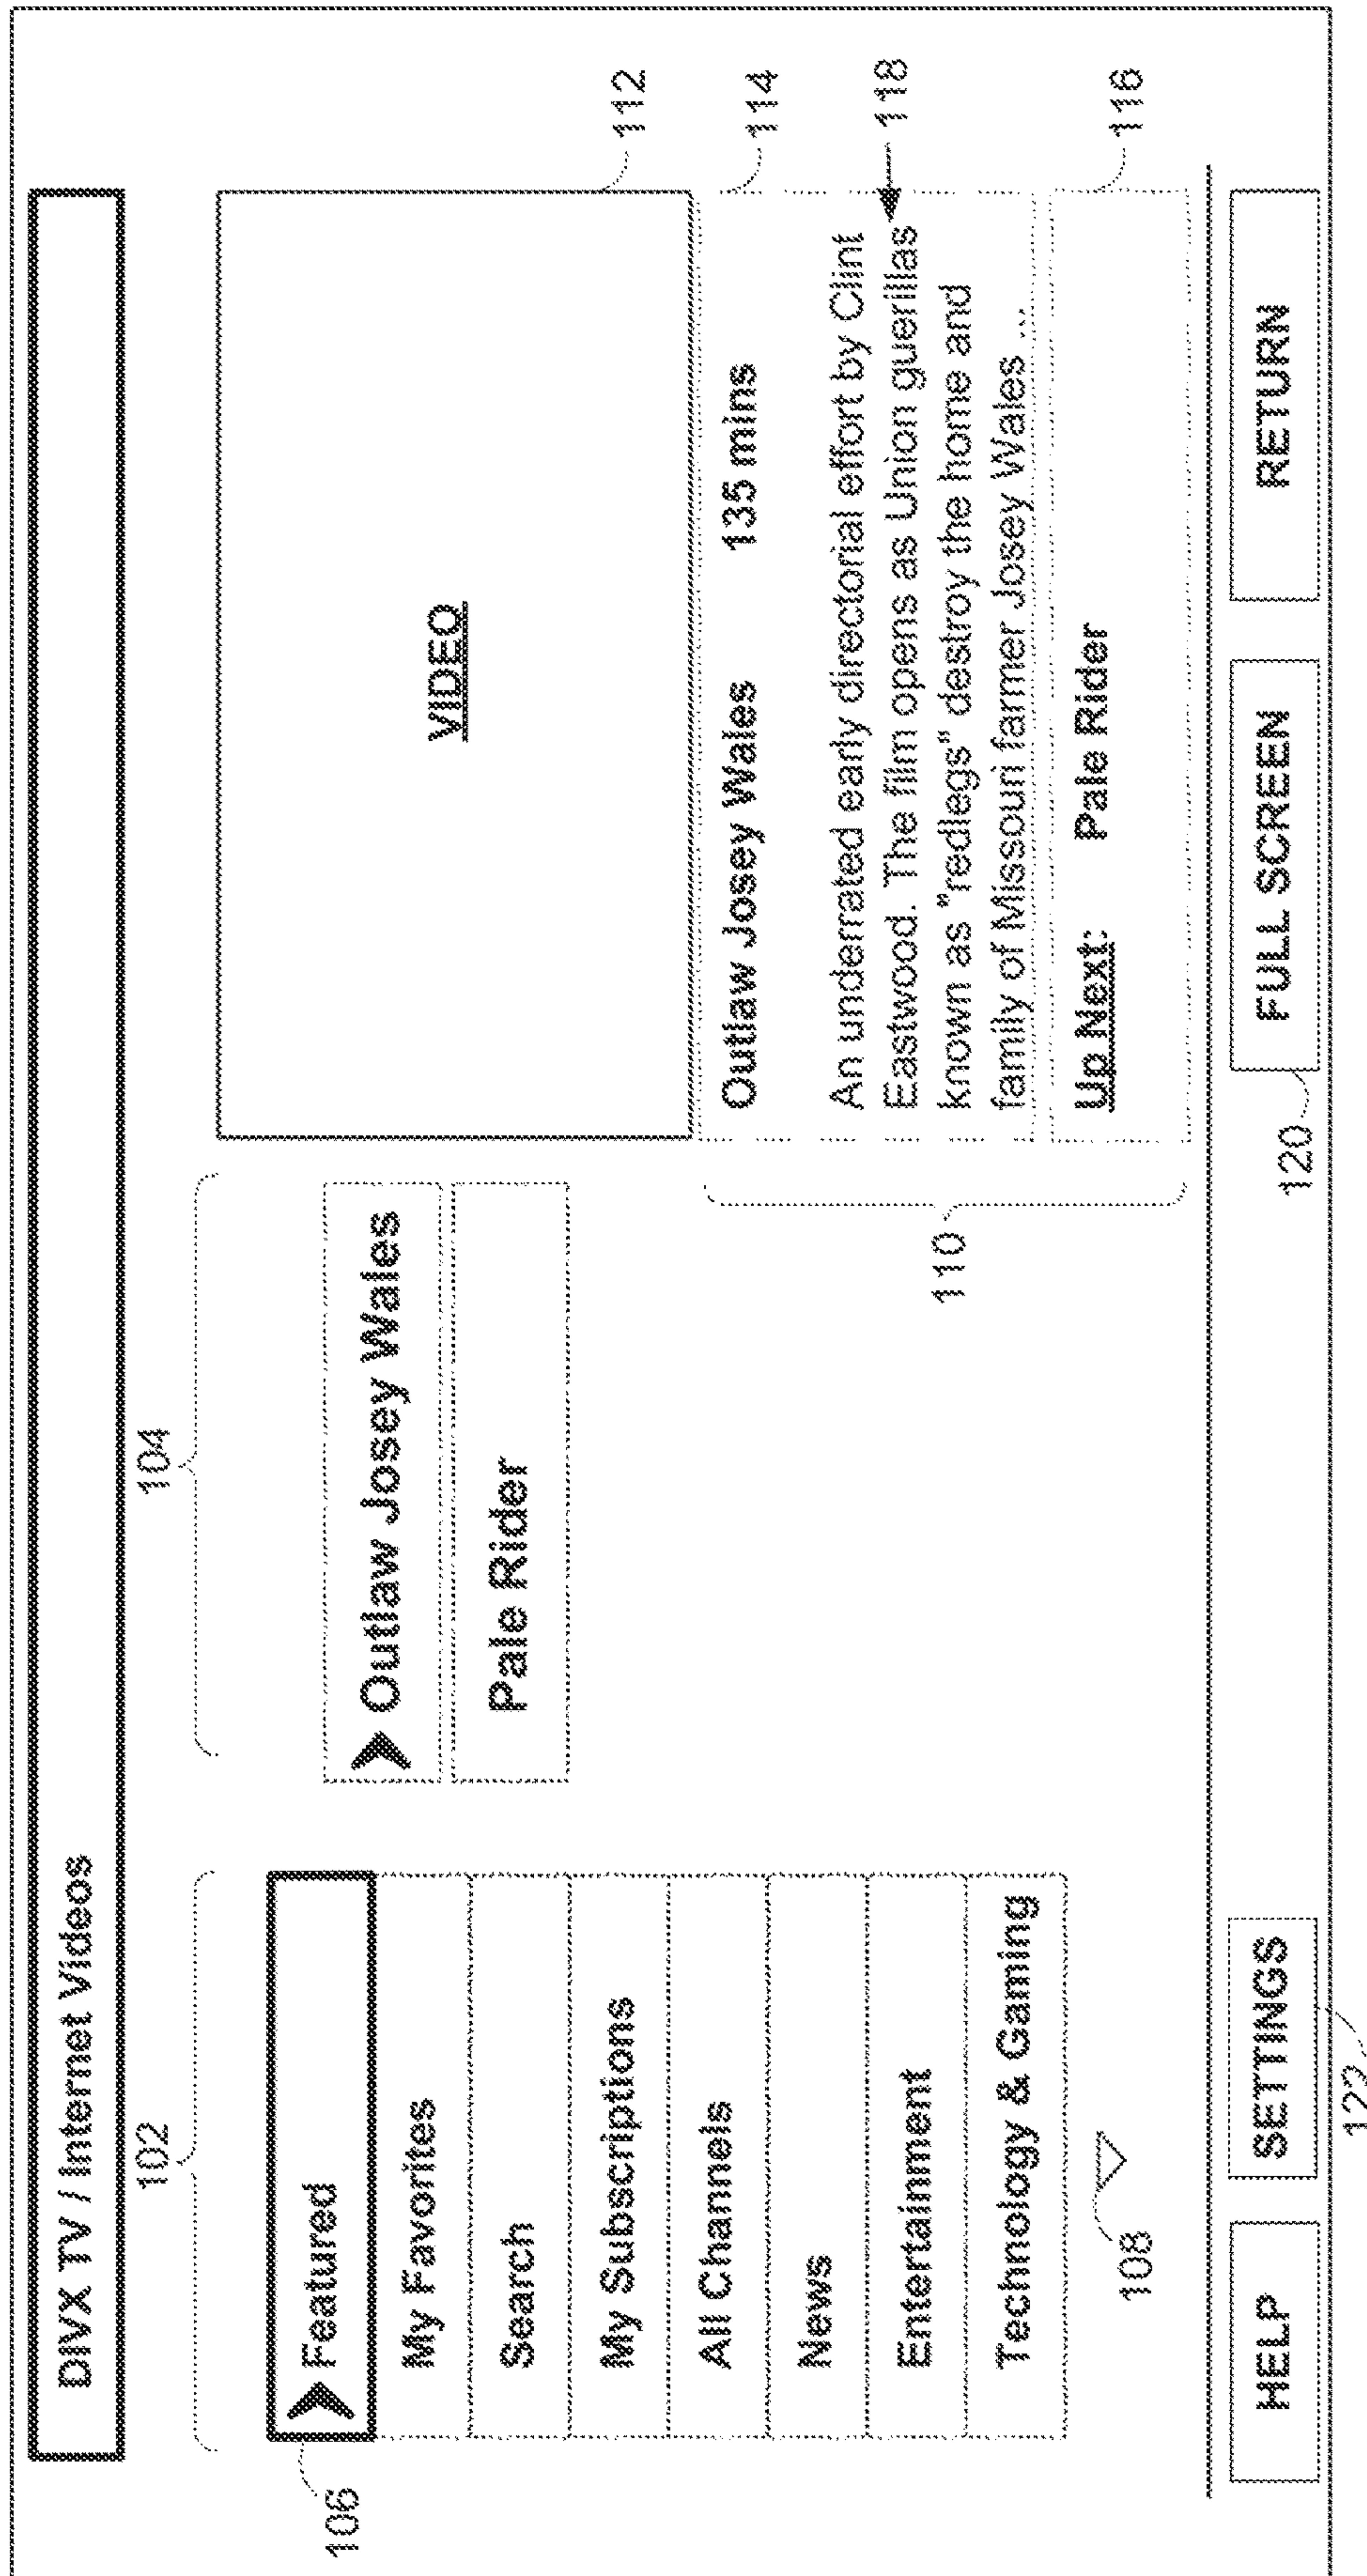 DIVX TV / Internet Videos
102
104
106
Featured
My Favorites
Search
My Subscriptions
All Channels
News
Entertainment
Technology & Gaming
108
Outlaw Josey Wales
Pale Rider
VIDEO
112
Outlaw Josey Wales 135 mins
114
An underrated early directorial effort by Clint
Eastwood. The film opens as Union guerillas
known as "redlegs" destroy the home and
family of Missouri farmer Josey Wales ...
118
110
Up Next: Pale Rider
116
HELP
SETTINGS
FULL SCREEN
RETURN
120